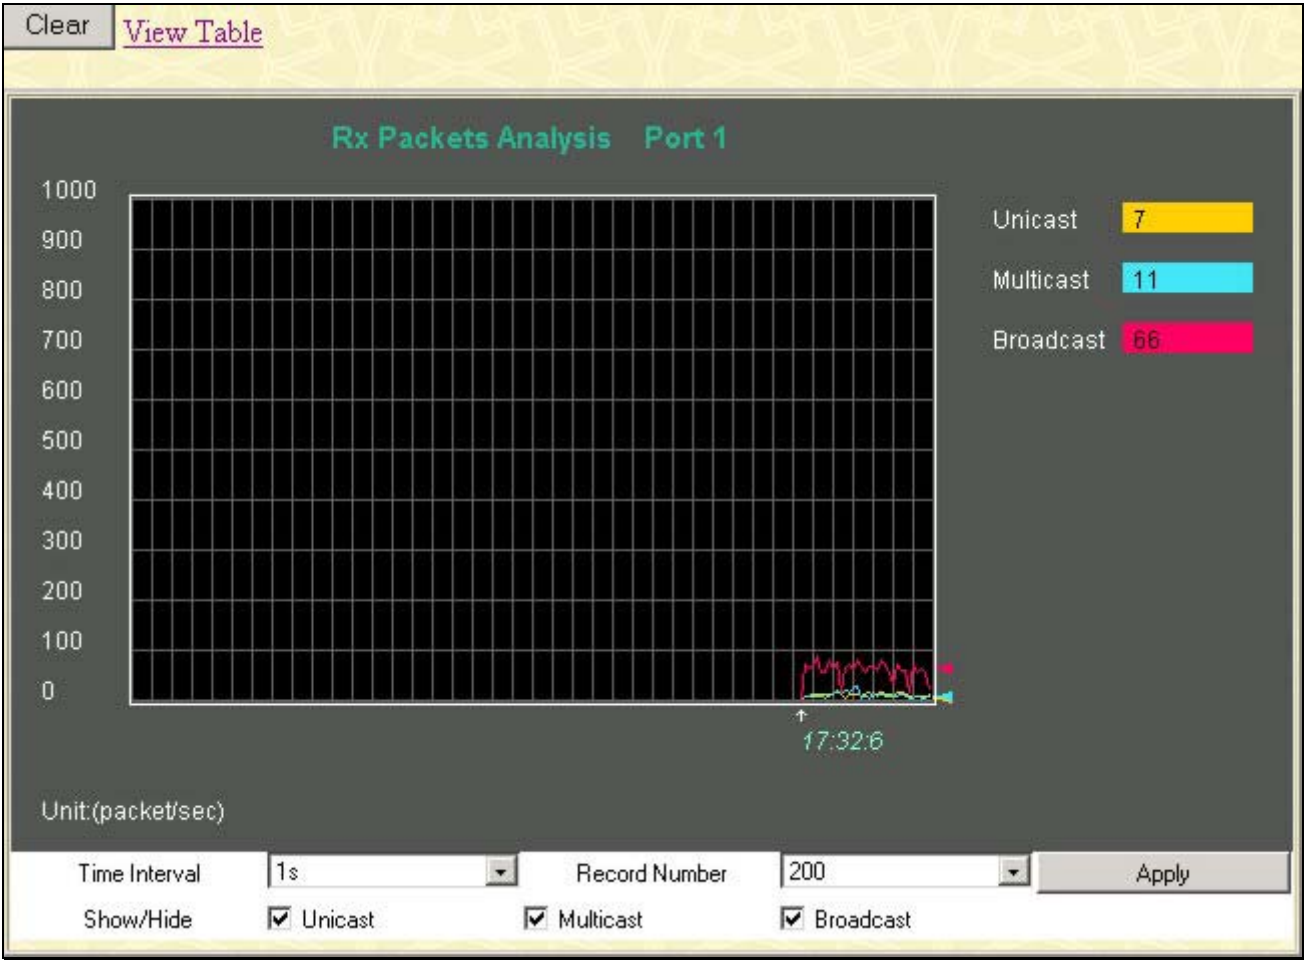 Clear View Table
Rx Packets Analysis Port 1
1000
900
800
700
600
500
400
300
200
100
0
Unicast 7
Multicast 11
Broadcast 66
17:32:6
Unit:(packet/sec)
Time Interval 1s Record Number 200 Apply
Show/Hide Unicast Multicast Broadcast